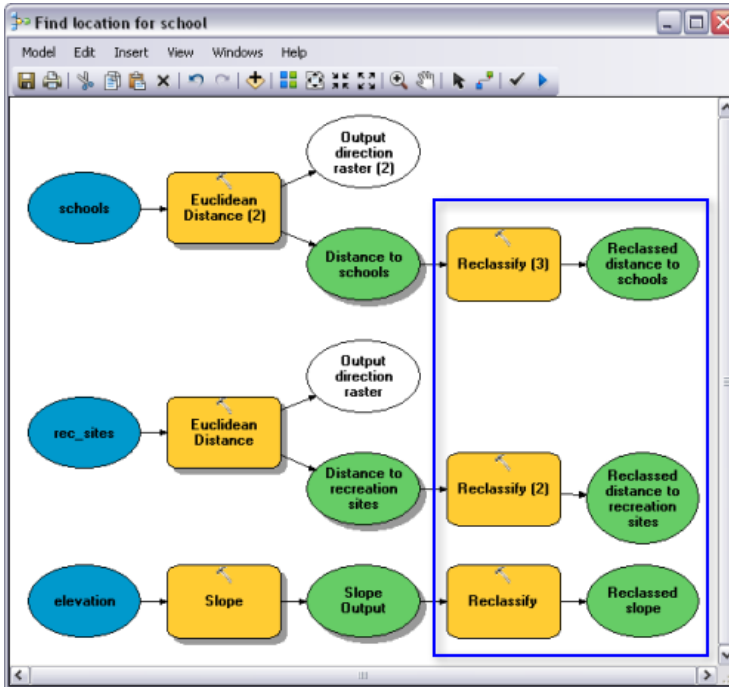 Find location for school
Model Edit Insert View Windows Help
Output
direction
raster (2)
schools
Euclidean
Distance (2)
Distance to
schools
Reclassify (3)
Reclassed
distance to
schools
Output
direction
raster
rec_sites
Euclidean
Distance
Distance to
recreation
sites
Reclassify (2)
Reclassed
distance to
recreation
sites
elevation
Slope
Slope
Output
Reclassify
Reclassed
slope